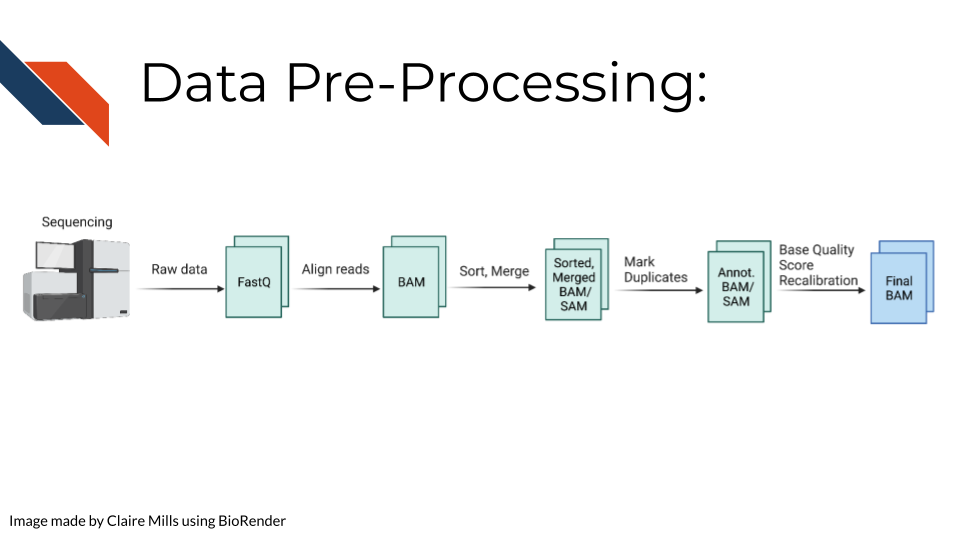 Data Pre-Processing:
Sequencing
Raw data
FastQ
Align reads
BAM
Sort, Merge
Sorted,
Merged
BAM/
SAM
Mark
Duplicates
Annot.
BAM/
SAM
Base Quality
Score
Recalibration
Final
BAM
Image made by Claire Mills using BioRender